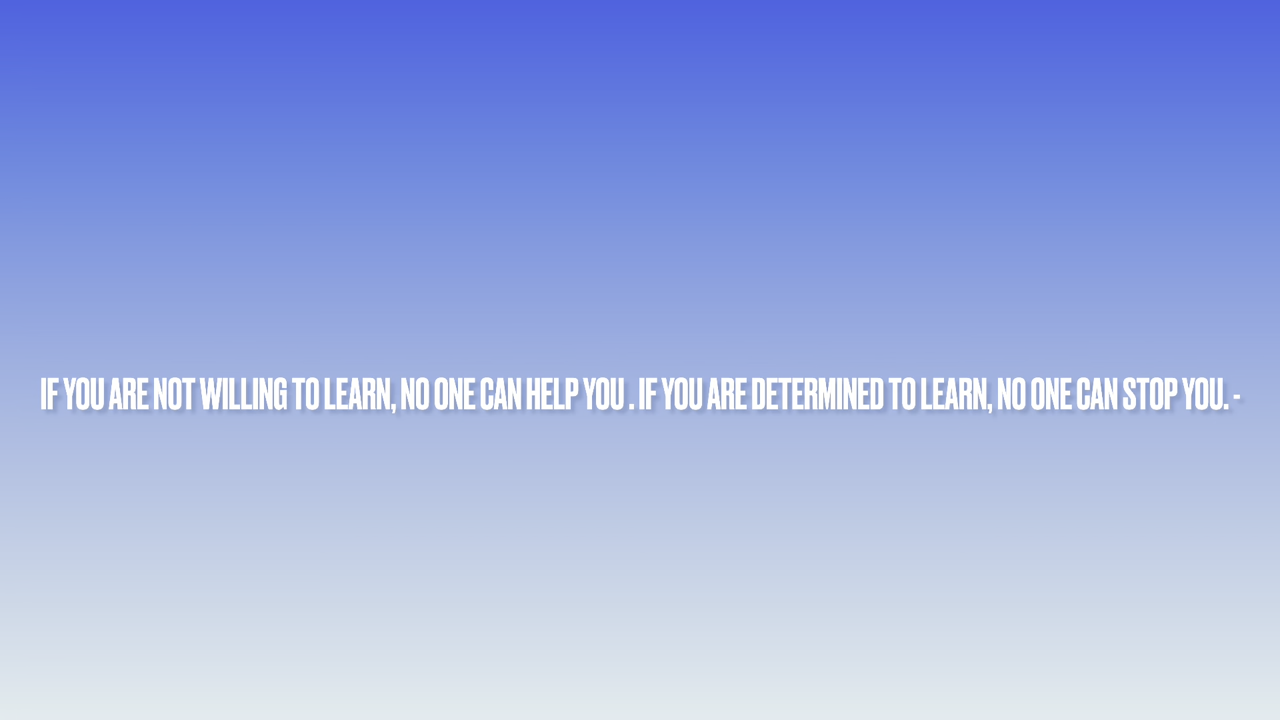 IF YOU ARE NOT WILLING TO LEARN, NO ONE CAN HELP YOU . IF YOU ARE DETERMINED TO LEARN, NO ONE CAN STOP YOU. -